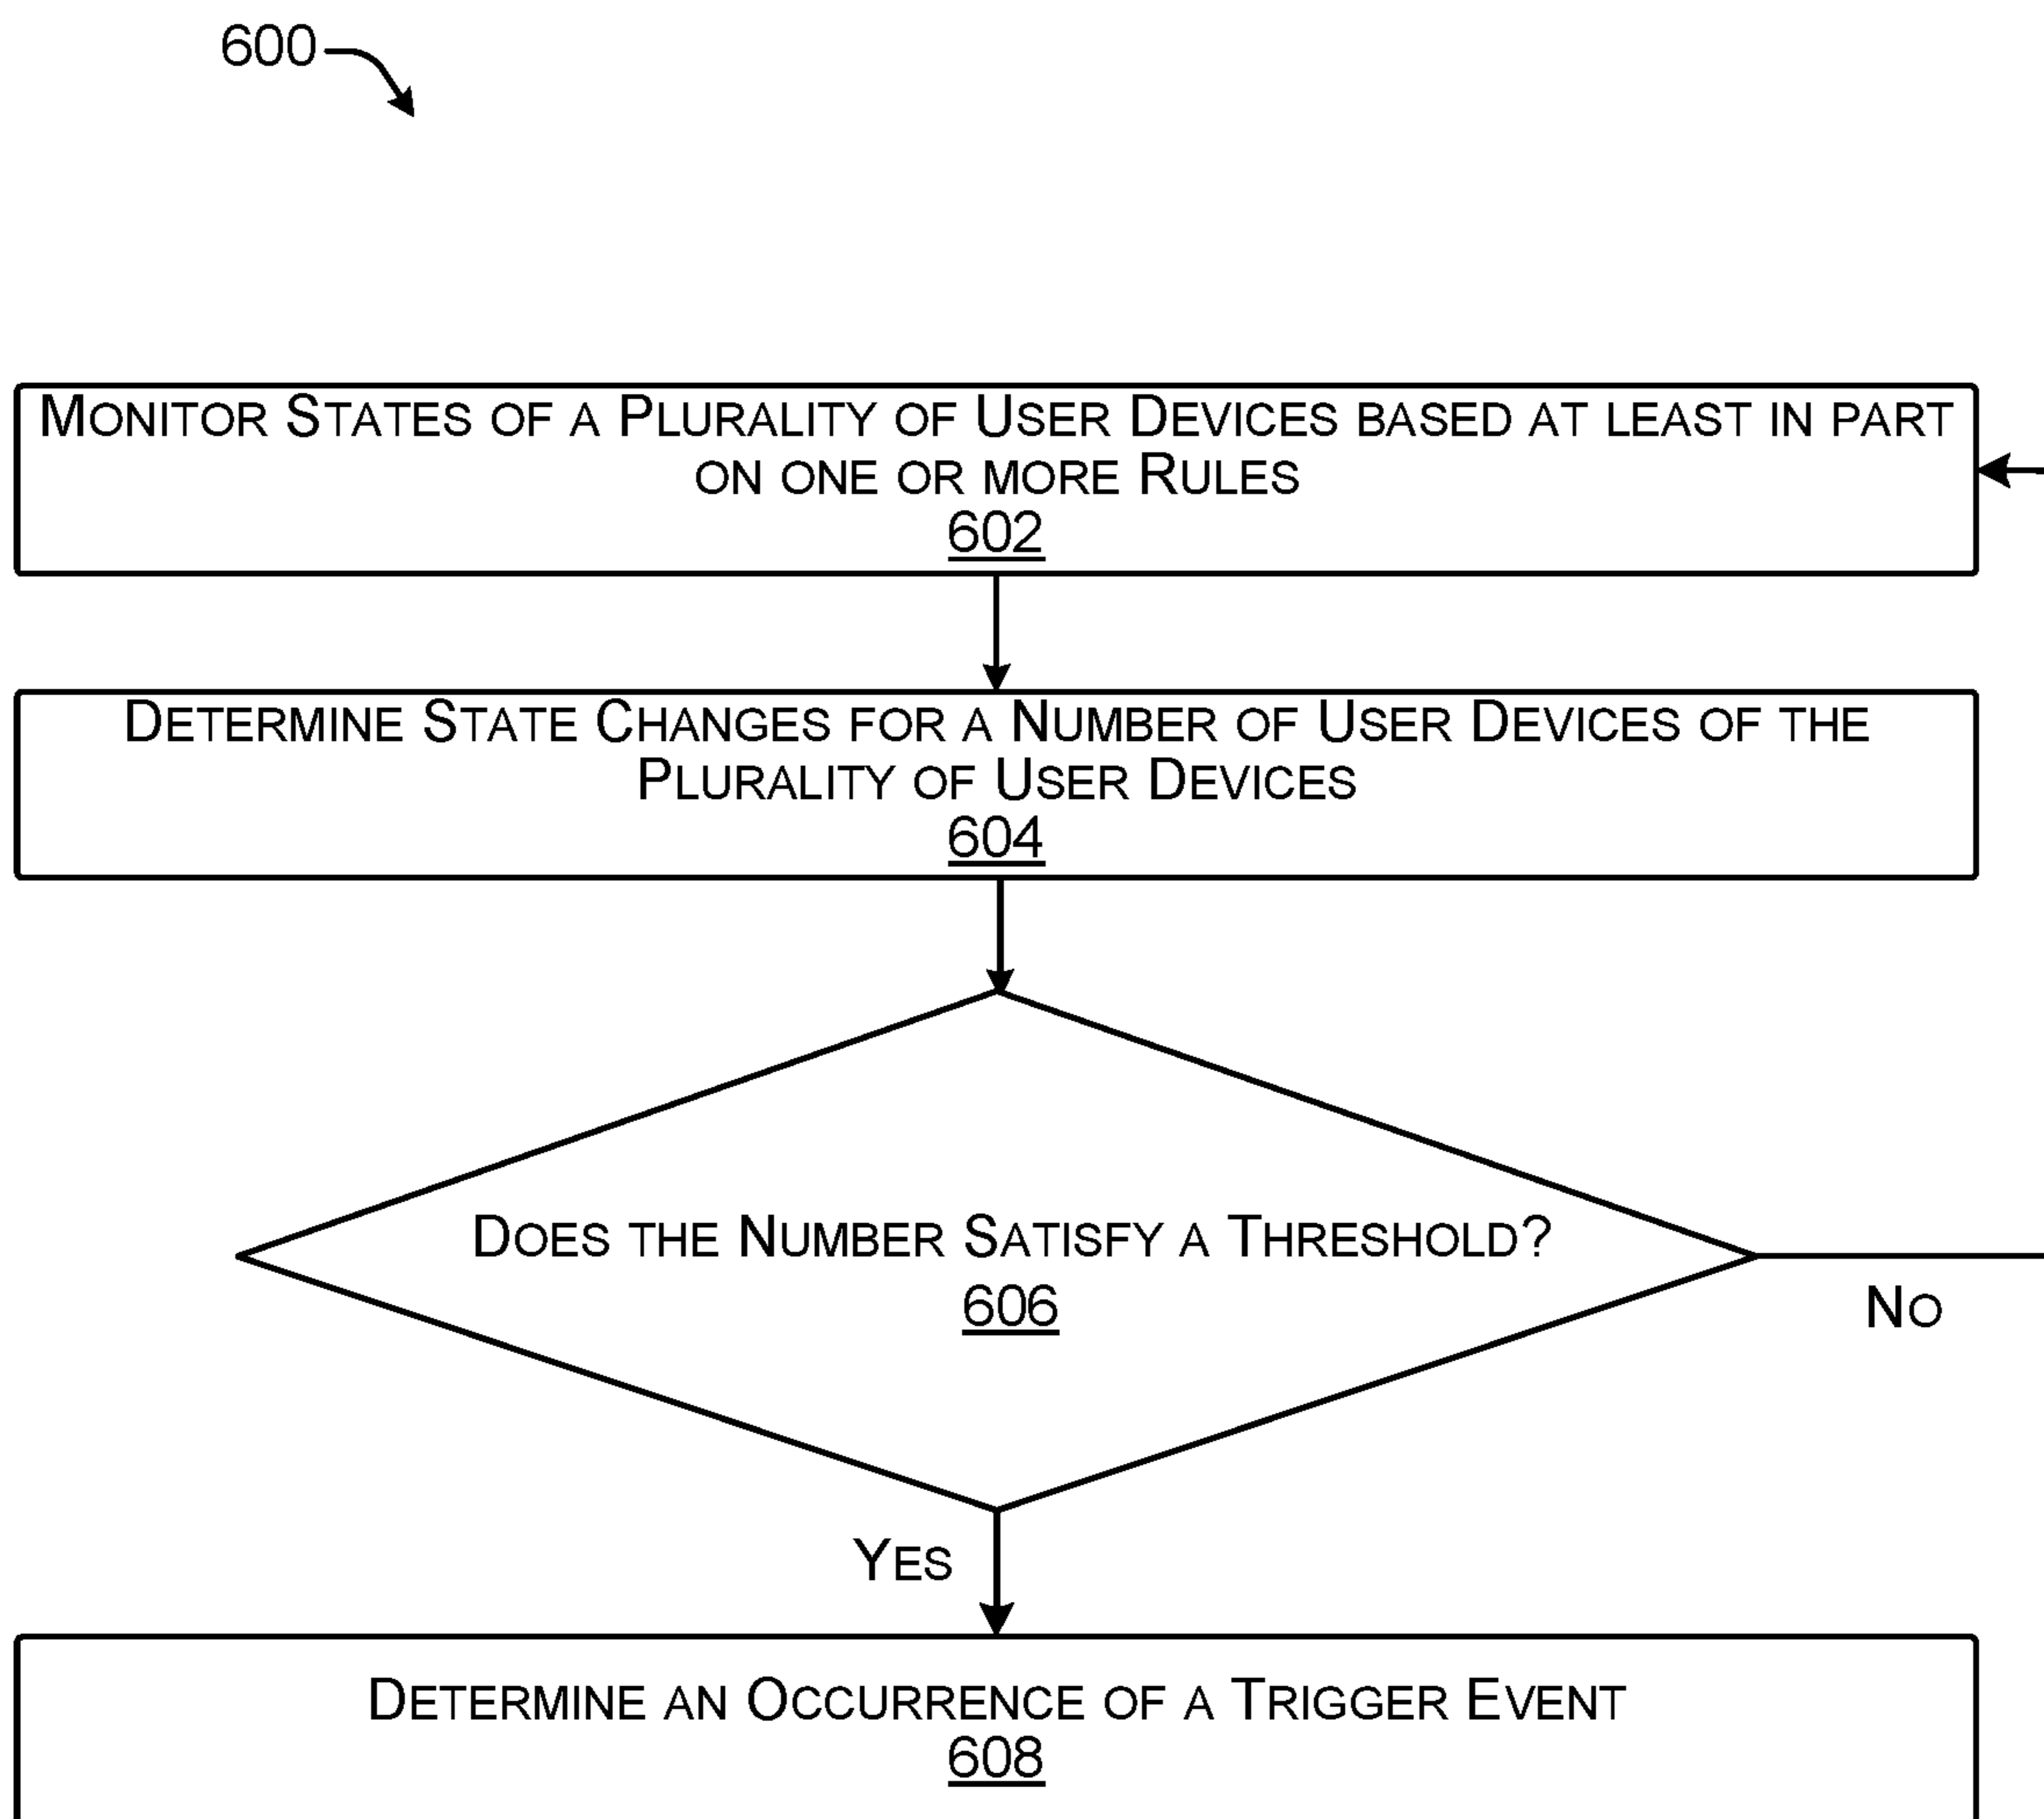 600
Monitor States of a Plurality of User Devices based at least in part
on one or more Rules
602
Determine State Changes for a Number of User Devices of the
Plurality of User Devices
604
Does the Number Satisfy a Threshold?
606
No
Yes
Determine an Occurrence of a Trigger Event
608